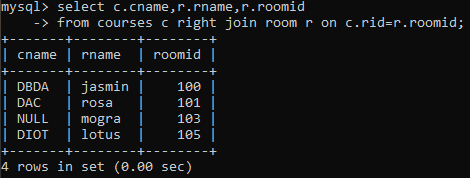 mysql> select c.cname,r.rname,r.roomid
    -> from courses c right join room r on c.rid=r.roomid;
+-------+--------+--------+
| cname | rname  | roomid |
+-------+--------+--------+
| DBDA  | jasmin |    100 |
| DAC   | rosa   |    101 |
| NULL  | mogra  |    103 |
| DIOT  | lotus  |    105 |
+-------+--------+--------+
4 rows in set (0.00 sec)